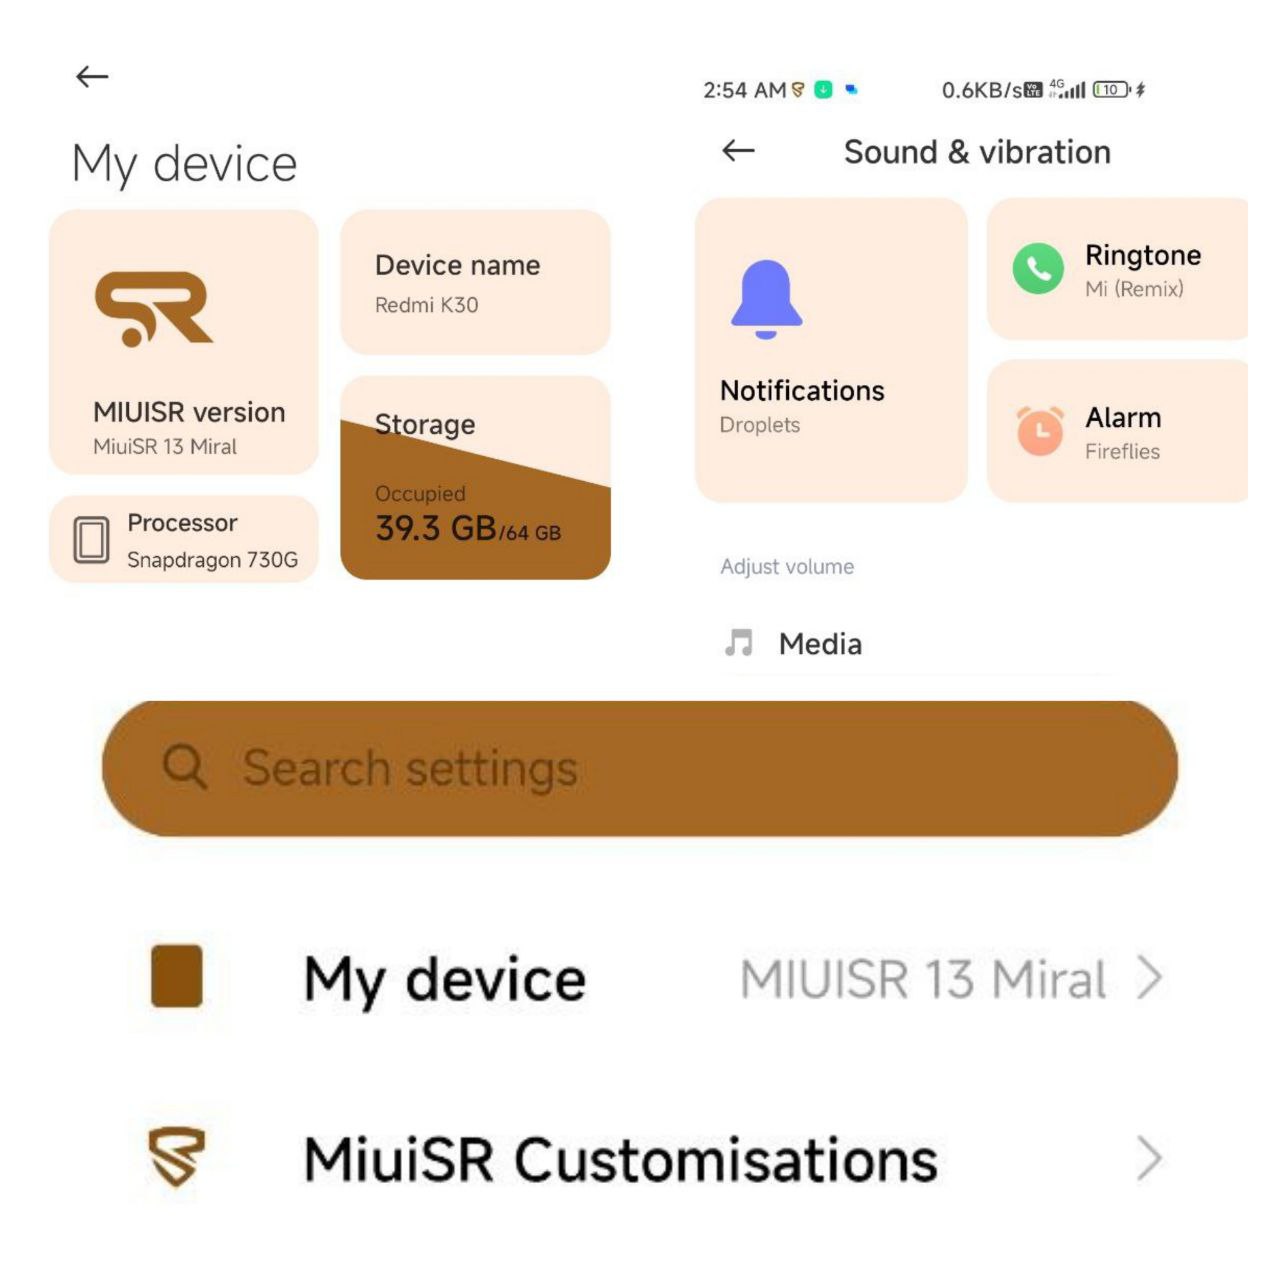 My device
MIUISR version
MiuiSR 13 Miral
Device name
Redmi K30
Storage
Occupied
39.3 GB/64 GB
Processor
Snapdragon 730G
2:54 AM 0.6KB/s Vo LTE 4G 10
Sound & vibration
Notifications
Droplets
Ringtone
Mi (Remix)
Alarm
Fireflies
Adjust volume
Media
Search settings
My device MIUISR 13 Miral
MiuiSR Customisations